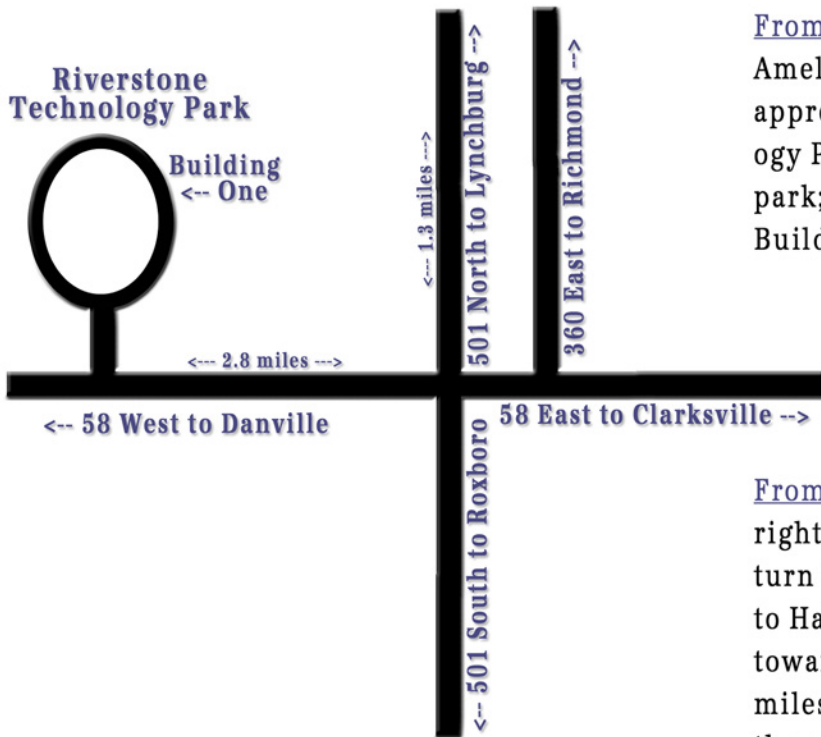 Riverstone
Technology Park
Building
<-- One
<--- 1.3 miles --->
501 North to Lynchburg -->
360 East to Richmond -->
<--- 2.8 miles --->
<-- 58 West to Danville
58 East to Clarksville -->
<-- 501 South to Roxboro
From
ogy P
park;
Build
From
right
turn
to Ha
towa
miles